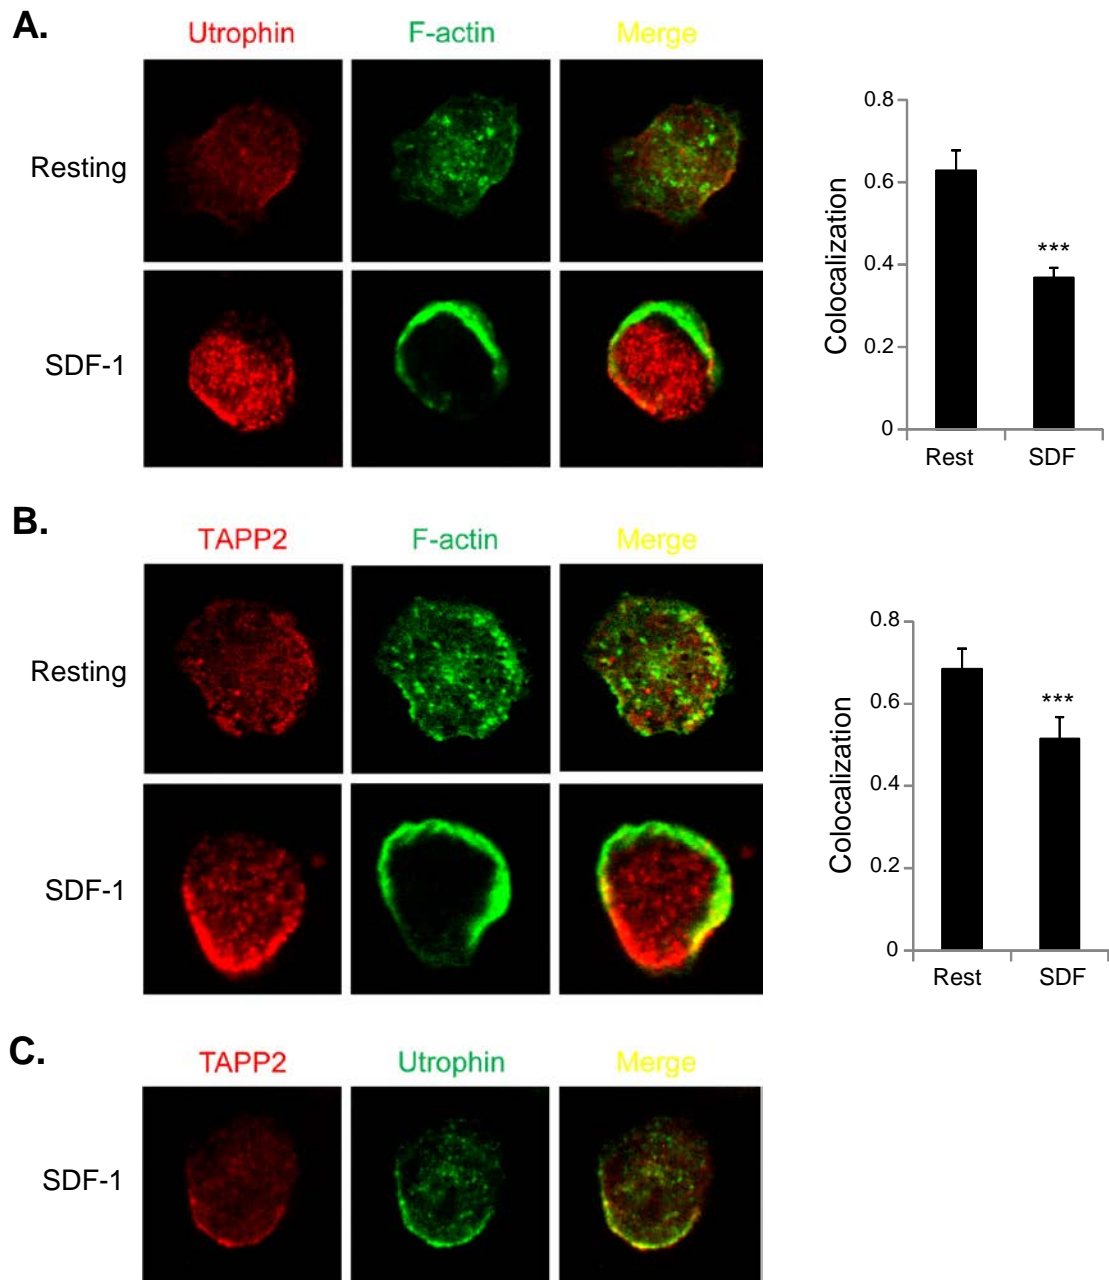 A.
Utrophin F-actin Merge
Resting
SDF-1
Colocalization
0.8
0.6
0.4
0.2
0
***
Rest SDF
B.
TAPP2 F-actin Merge
Resting
SDF-1
Colocalization
0.8
0.6
0.4
0.2
0
***
Rest SDF
C.
TAPP2 Utrophin Merge
SDF-1